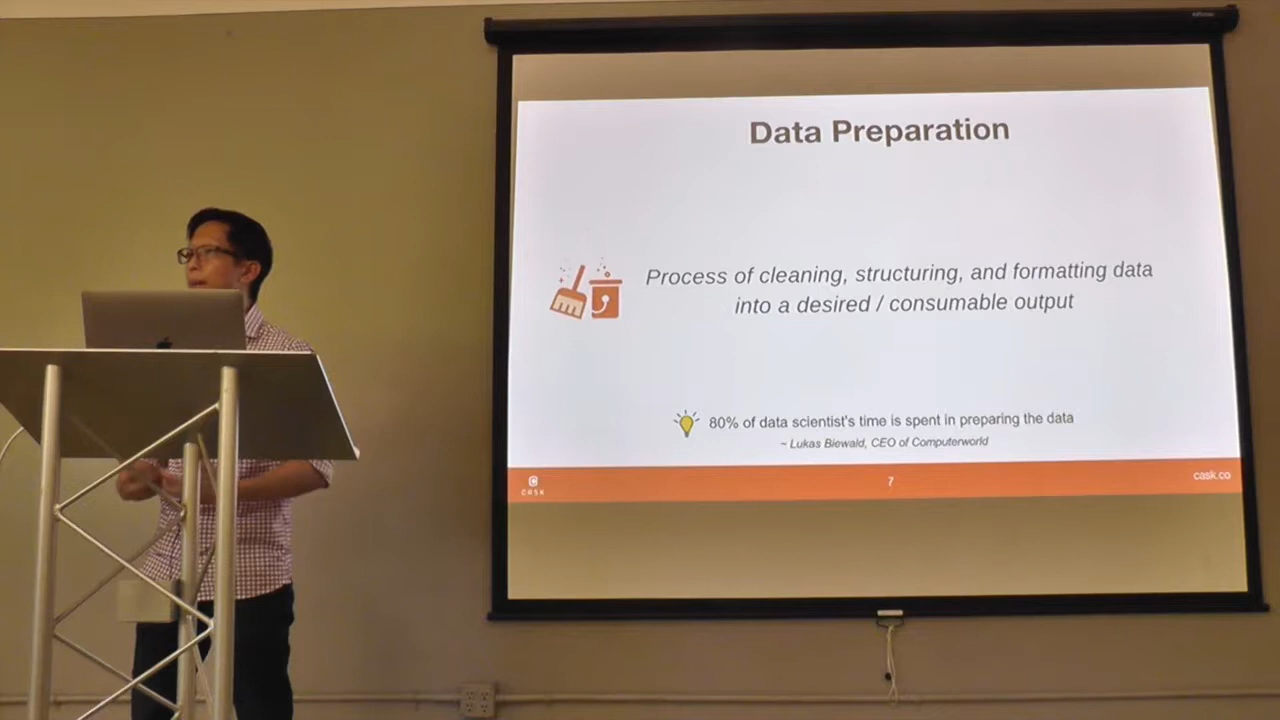 Data Preparation
Process of cleaning, structuring, and formatting data
into a desired / consumable output
80% of data scientist's time is spent in preparing the data
~ Lukas Biewald, CEO of Computerworld
CASK
7
cask.co